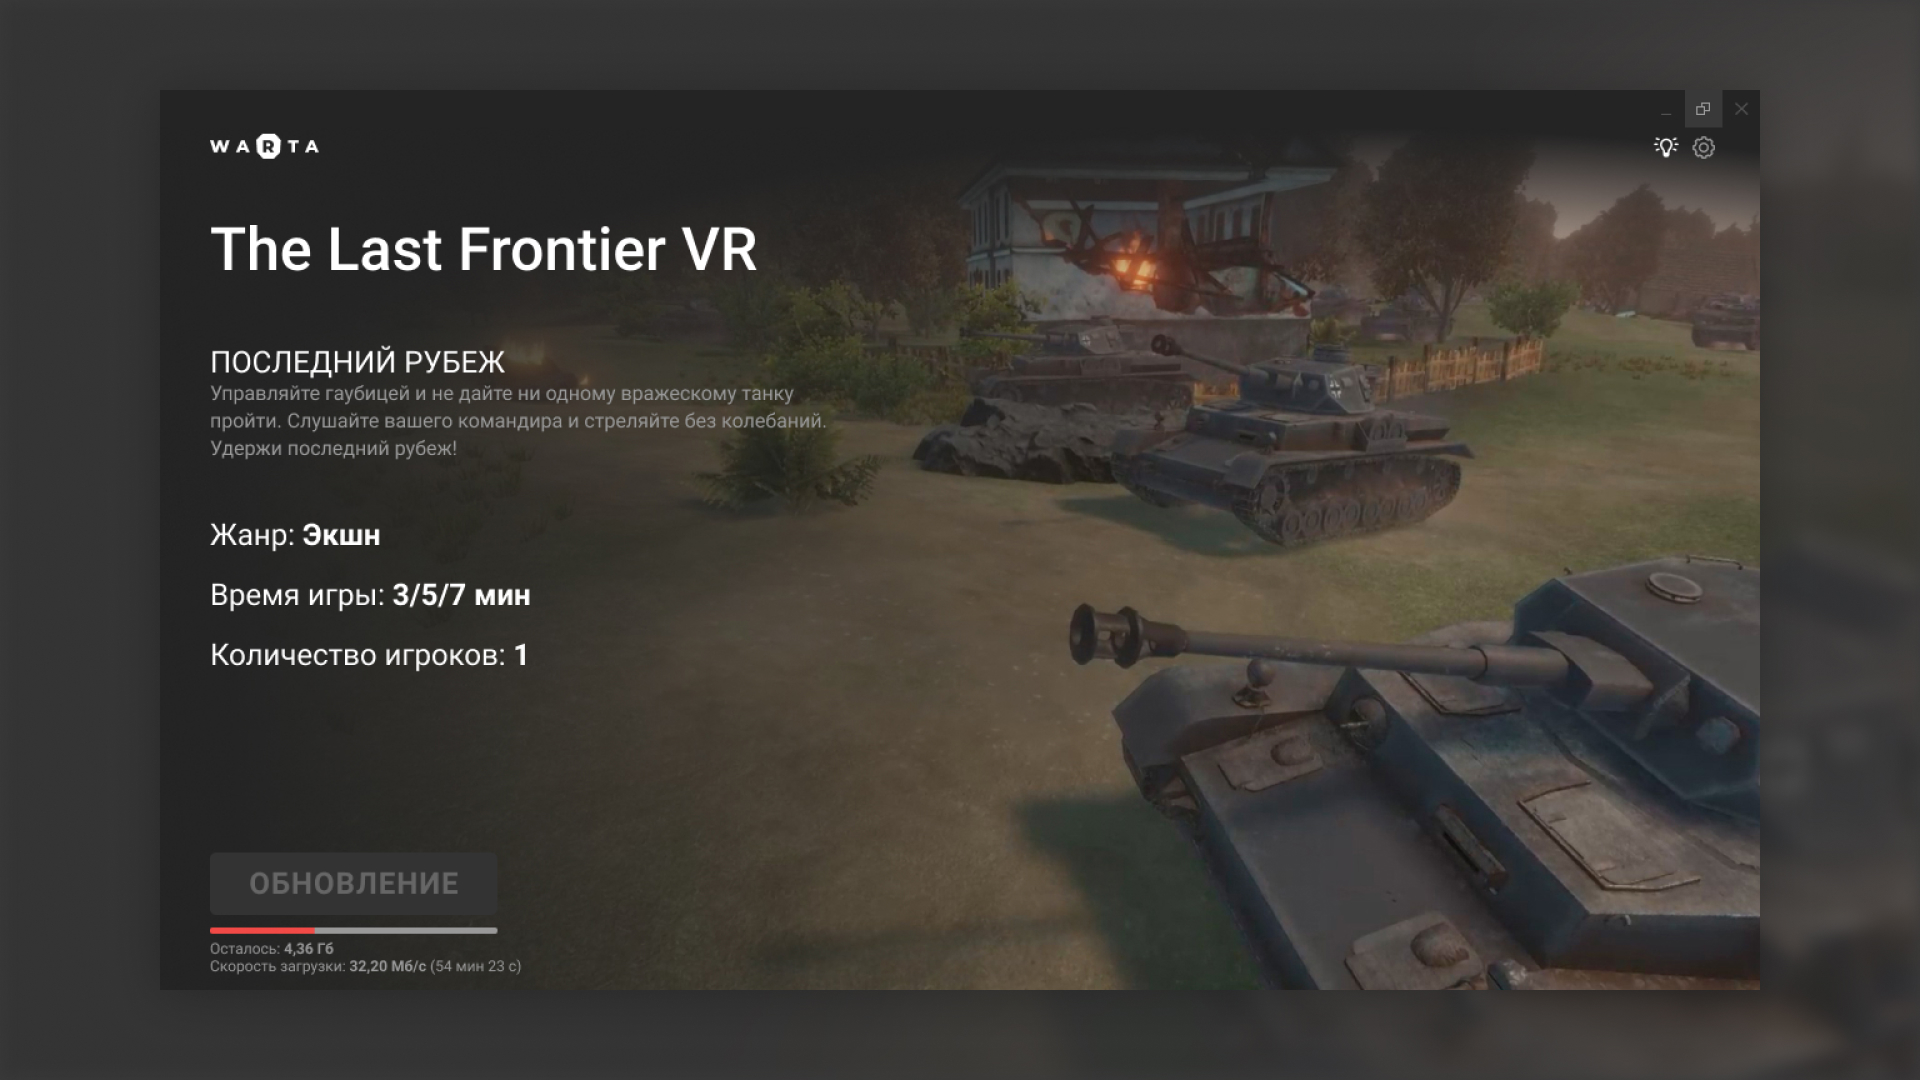 WARTA
The Last Frontier VR
ПОСЛЕДНИЙ РУБЕЖ
Управляйте гаубицей и не дайте ни одному вражескому танку
пройти. Слушайте вашего командира и стреляйте без колебаний.
Удержи последний рубеж!
Жанр: Экшн
Время игры: 3/5/7 мин
Количество игроков: 1
ОБНОВЛЕНИЕ
Осталось: 4,36 Гб
Скорость загрузки: 32,20 Мб/с (54 мин 23 с)